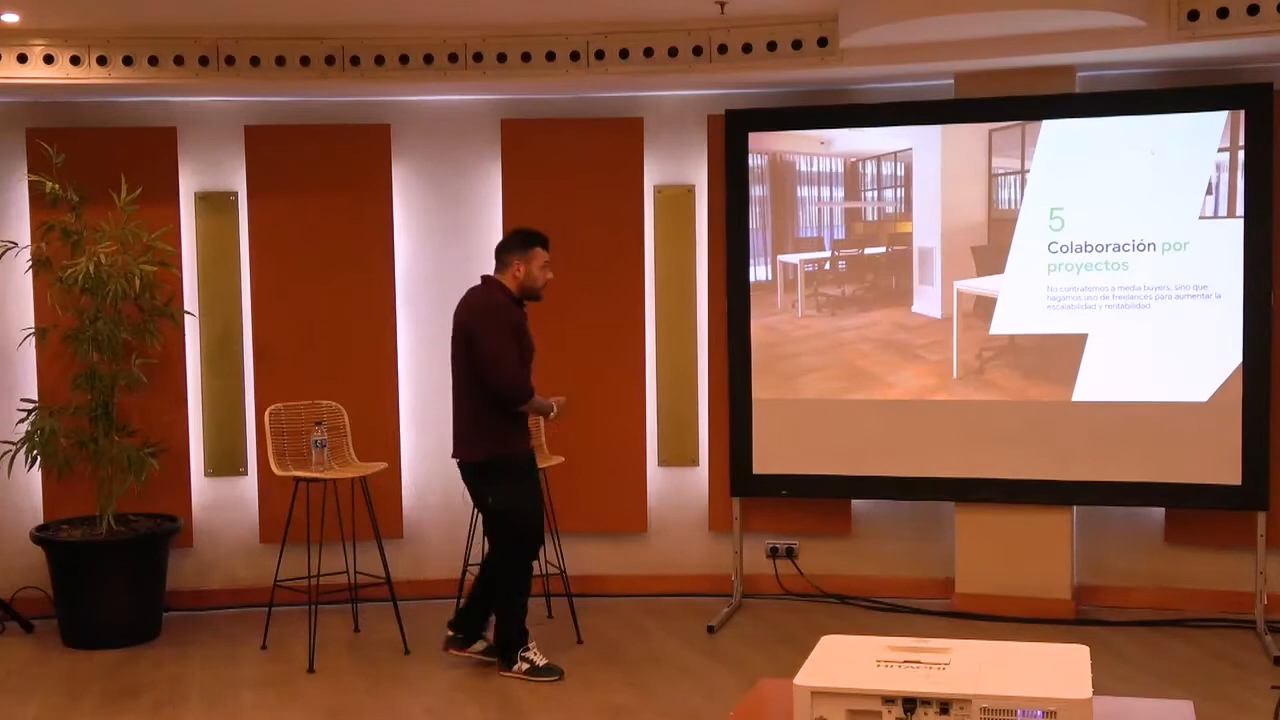 5
Colaboración por
proyectos
No contratemos a media buyers, sino que
hagamos uso de freelances para aumentar la
escalabilidad y rentabilidad
HITACHI